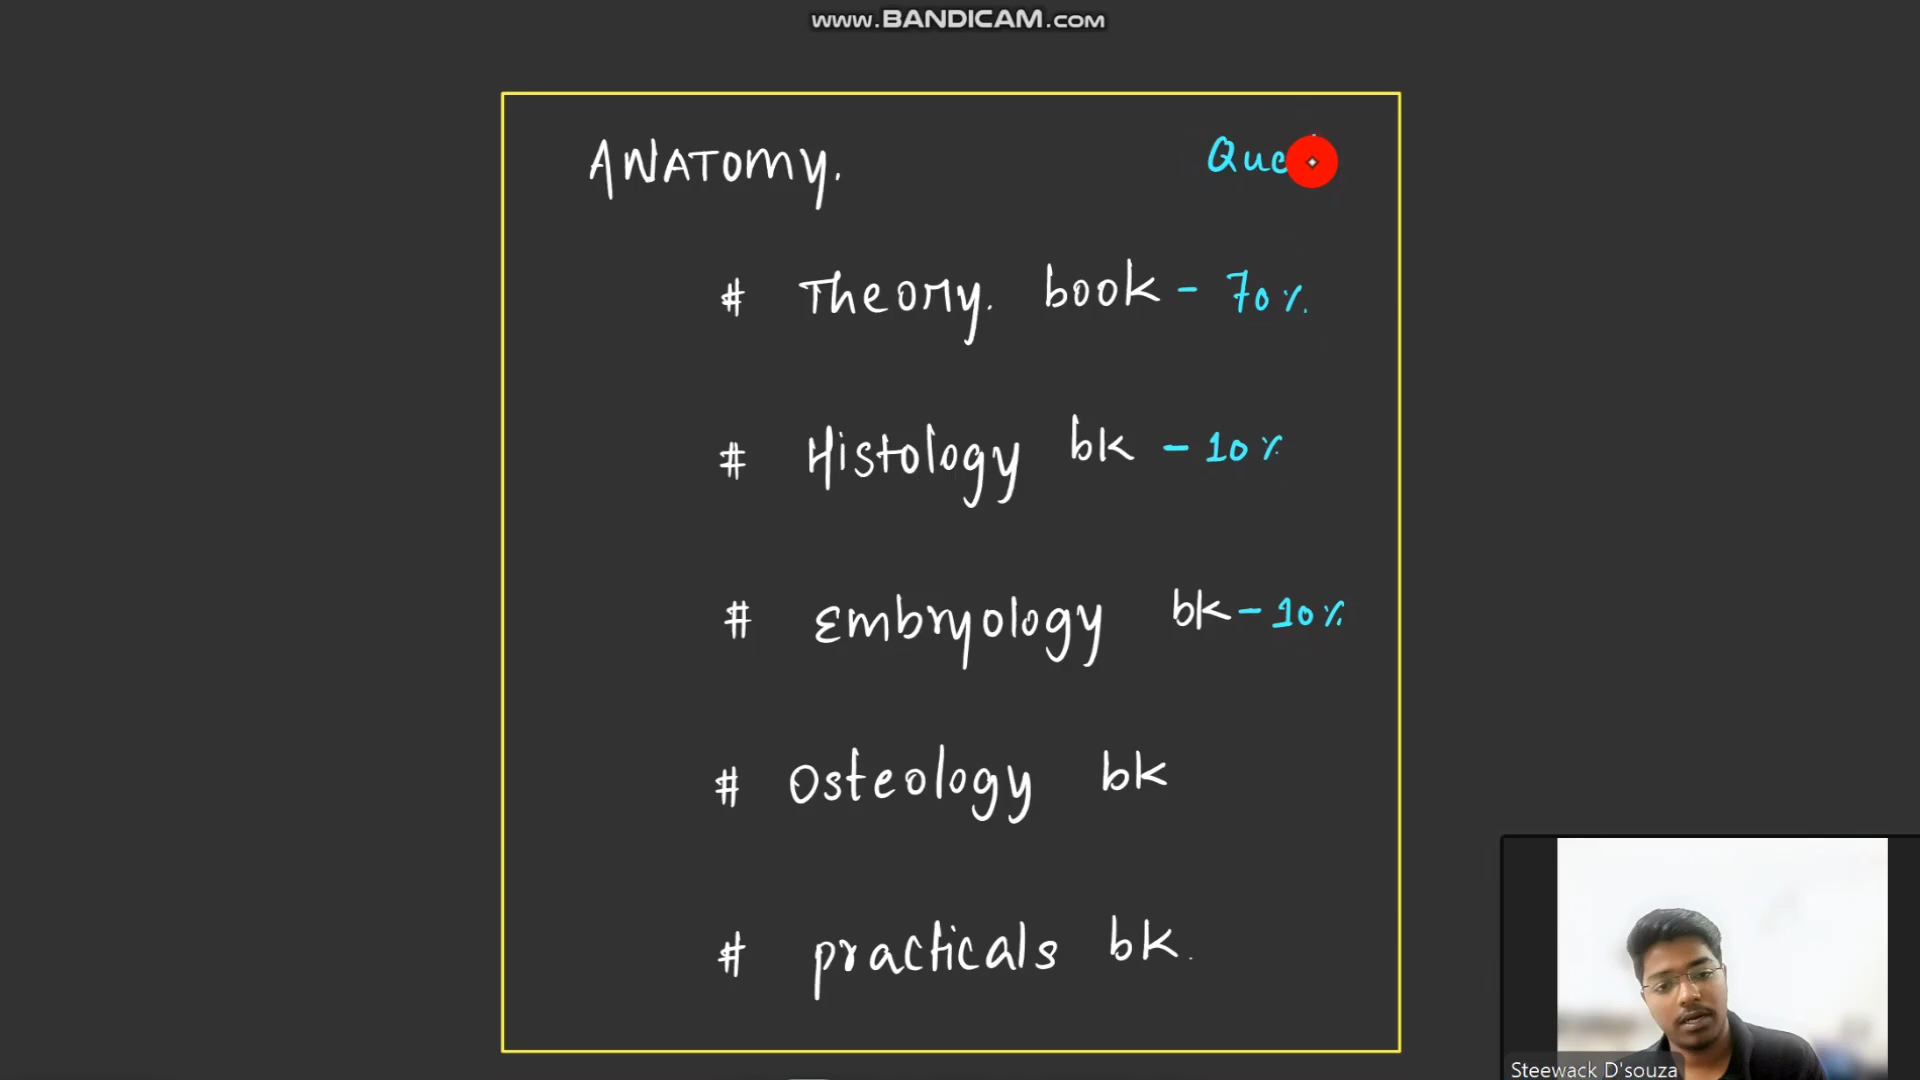 www.BANDICAM.com
ANATOMY.
# Theory. book - 70%
# Histology bk - 10%
# Embryology bk - 10%
# Osteology bk
# practicals bk.
Steewack D'souza